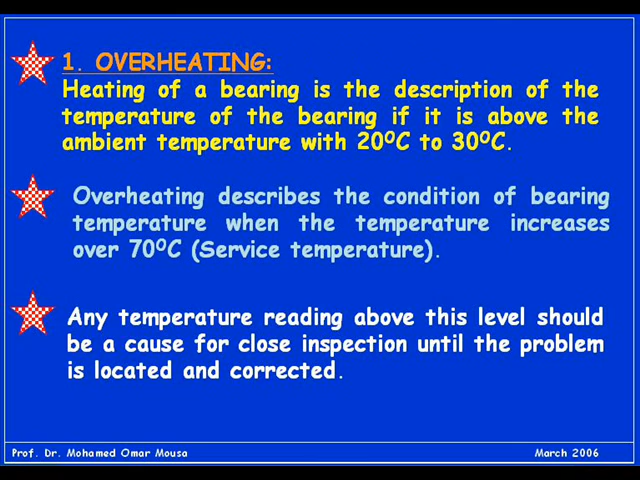 1. OVERHEATING:
Heating of a bearing is the description of the
temperature of the bearing if it is above the
ambient temperature with 20ºC to 30ºC.
Overheating describes the condition of bearing
temperature when the temperature increases
over 70ºC (Service temperature).
Any temperature reading above this level should
be a cause for close inspection until the problem
is located and corrected.
Prof. Dr. Mohamed Omar Mousa
March 2006